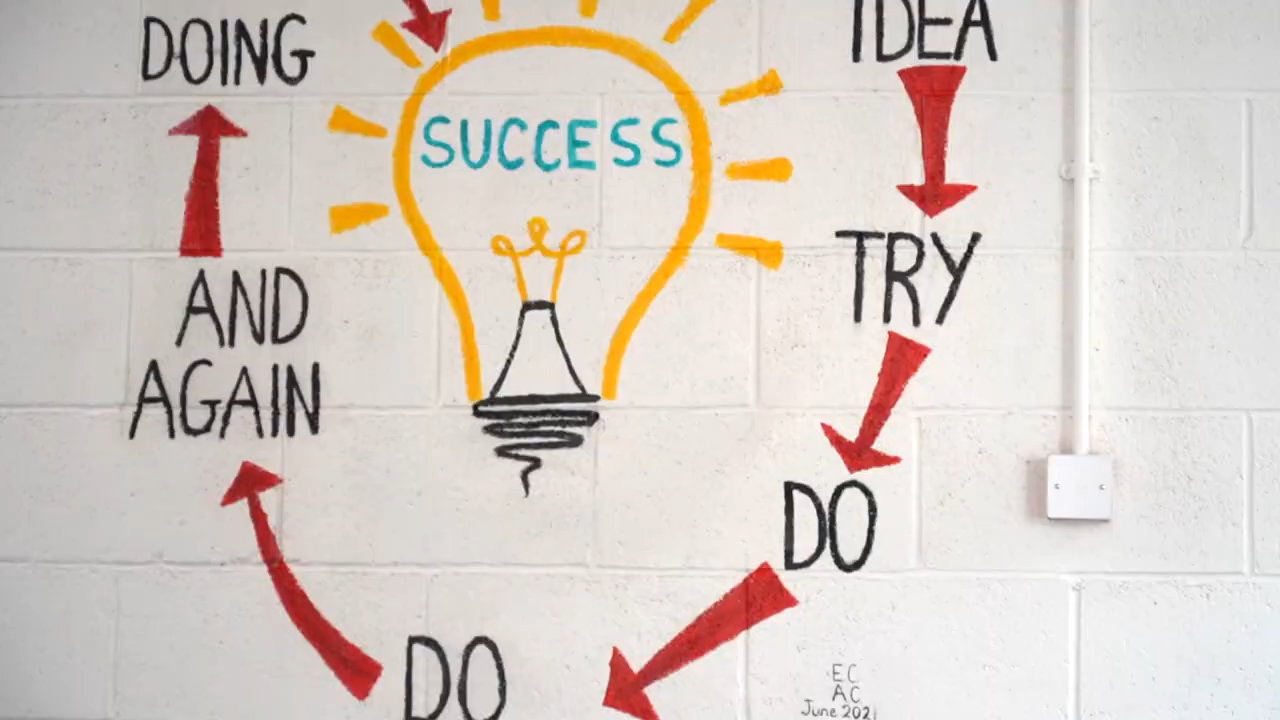 IDEA
TRY
DO
DO
AND
AGAIN
DOING
SUCCESS
EC
AC
June 2021